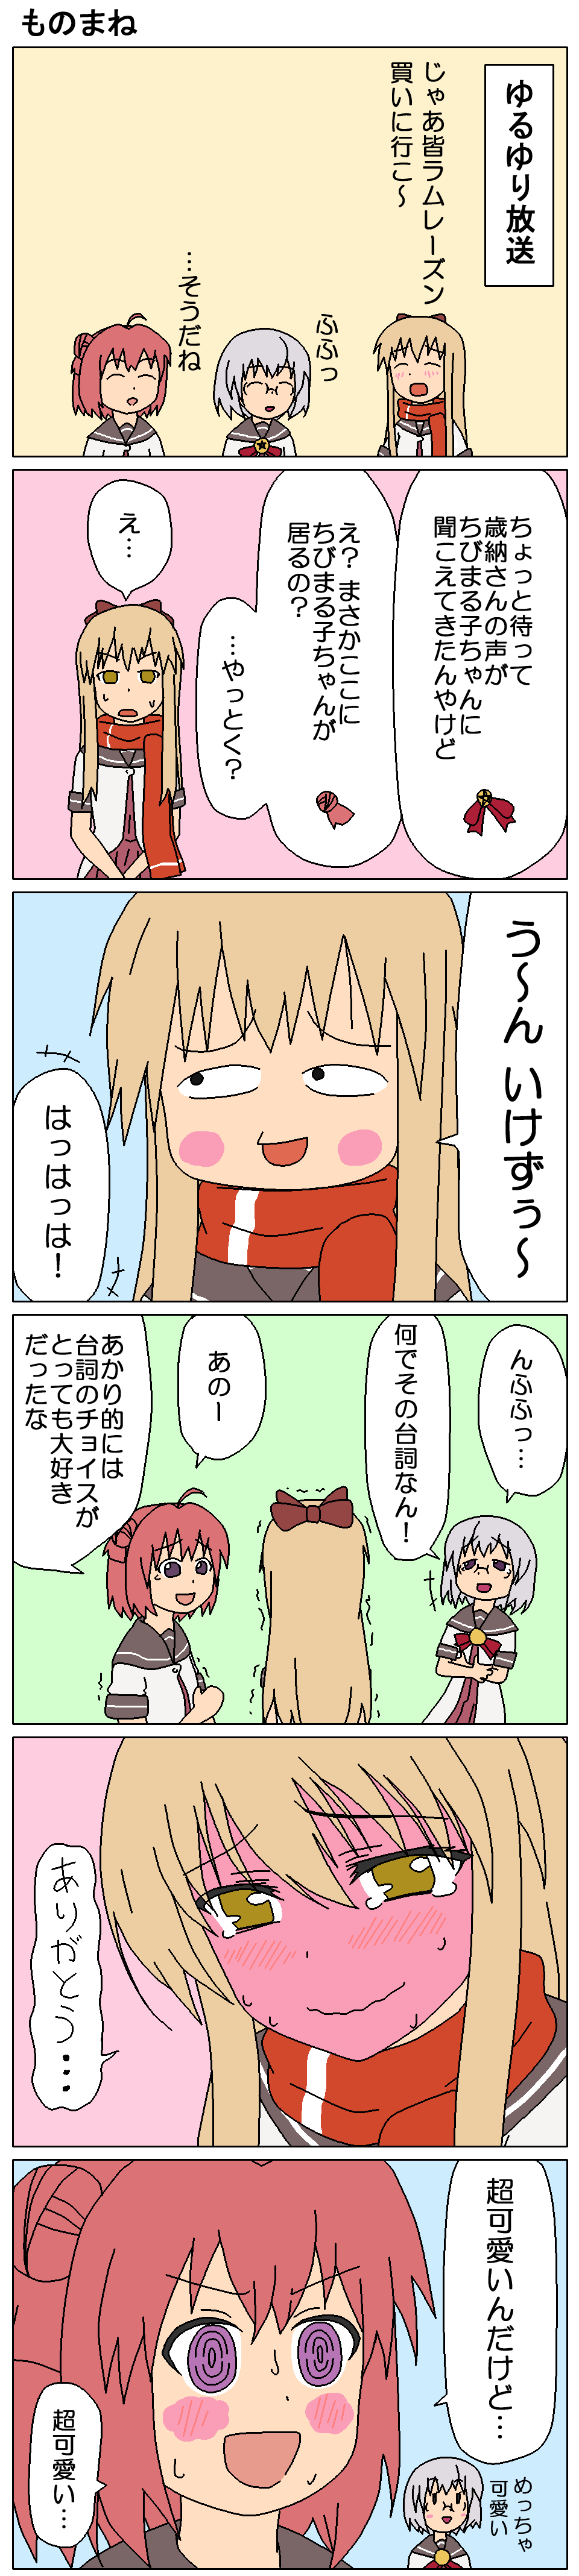 ものまね
ゆるゆり放送
じゃあ皆ラムレーズン
買いに行こ〜
ふふっ
…そうだね
ちょっと待って
歳納さんの声が
ちびまる子ちゃんに
聞こえてきたんやけど
え？ まさかここに
ちびまる子ちゃんが
居るの？
…やっとく？
え…
う〜ん いけずぅ〜
はっはっは！
んふふっ…
何でその台詞なん！
あのー
あかり的には
台詞のチョイスが
とっても大好き
だったな
ありがとう…
超可愛いんだけど…
めっちゃ
可愛い
超可愛い…